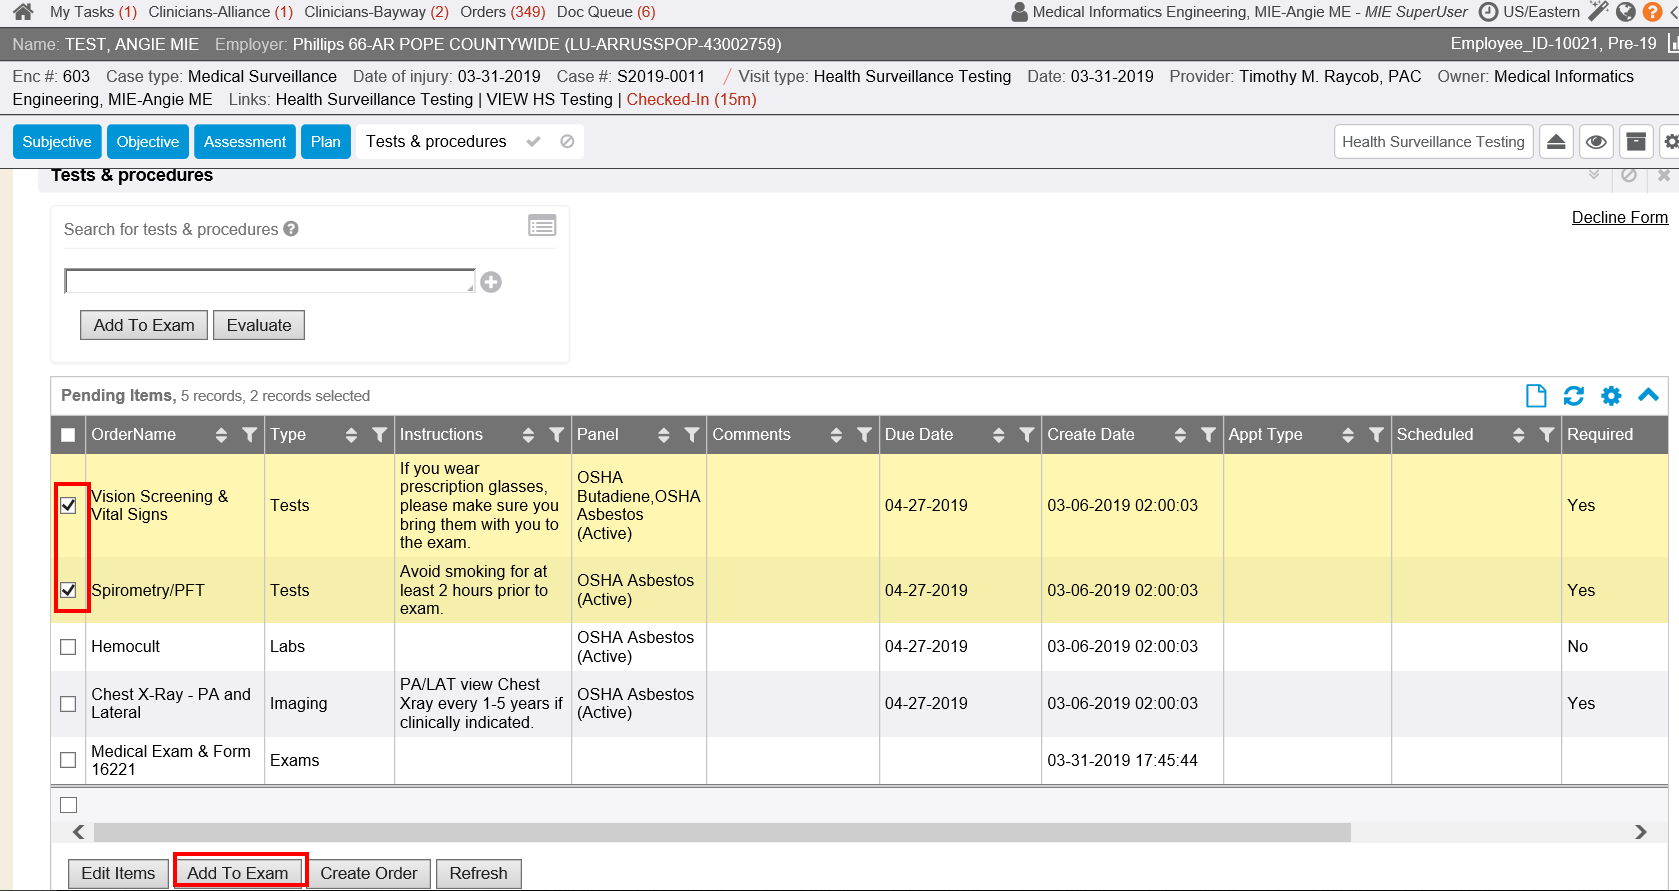 My Tasks (1) Clinicians-Alliance (1) Clinicians-Bayway (2) Orders (349) Doc Queue (6) Medical Informatics Engineering, MIE-Angie ME - MIE SuperUser US/Eastern
Name: TEST, ANGIE MIE Employer: Phillips 66-AR POPE COUNTYWIDE (LU-ARRUSSPOP-43002759) Employee_ID-10021, Pre-19
Enc #: 603 Case type: Medical Surveillance Date of injury: 03-31-2019 Case #: S2019-0011 / Visit type: Health Surveillance Testing Date: 03-31-2019 Provider: Timothy M. Raycob, PAC Owner: Medical Informatics
Engineering, MIE-Angie ME Links: Health Surveillance Testing | VIEW HS Testing | Checked-In (15m)
Subjective Objective Assessment Plan Tests & procedures Health Surveillance Testing
Tests & procedures
Decline Form
Search for tests & procedures
Add To Exam Evaluate
Pending Items, 5 records, 2 records selected
OrderName Type Instructions Panel Comments Due Date Create Date Appt Type Scheduled Required
Vision Screening &
Vital Signs
Tests
If you wear
prescription glasses,
please make sure you
bring them with you to
the exam.
OSHA
Butadiene,OSHA
Asbestos
(Active)
04-27-2019
03-06-2019 02:00:03
Yes
Spirometry/PFT
Tests
Avoid smoking for at
least 2 hours prior to
exam.
OSHA Asbestos
(Active)
04-27-2019
03-06-2019 02:00:03
Yes
Hemocult
Labs
OSHA Asbestos
(Active)
04-27-2019
03-06-2019 02:00:03
No
Chest X-Ray - PA and
Lateral
Imaging
PA/LAT view Chest
Xray every 1-5 years if
clinically indicated.
OSHA Asbestos
(Active)
04-27-2019
03-06-2019 02:00:03
Yes
Medical Exam & Form
16221
Exams
03-31-2019 17:45:44
Edit Items Add To Exam Create Order Refresh